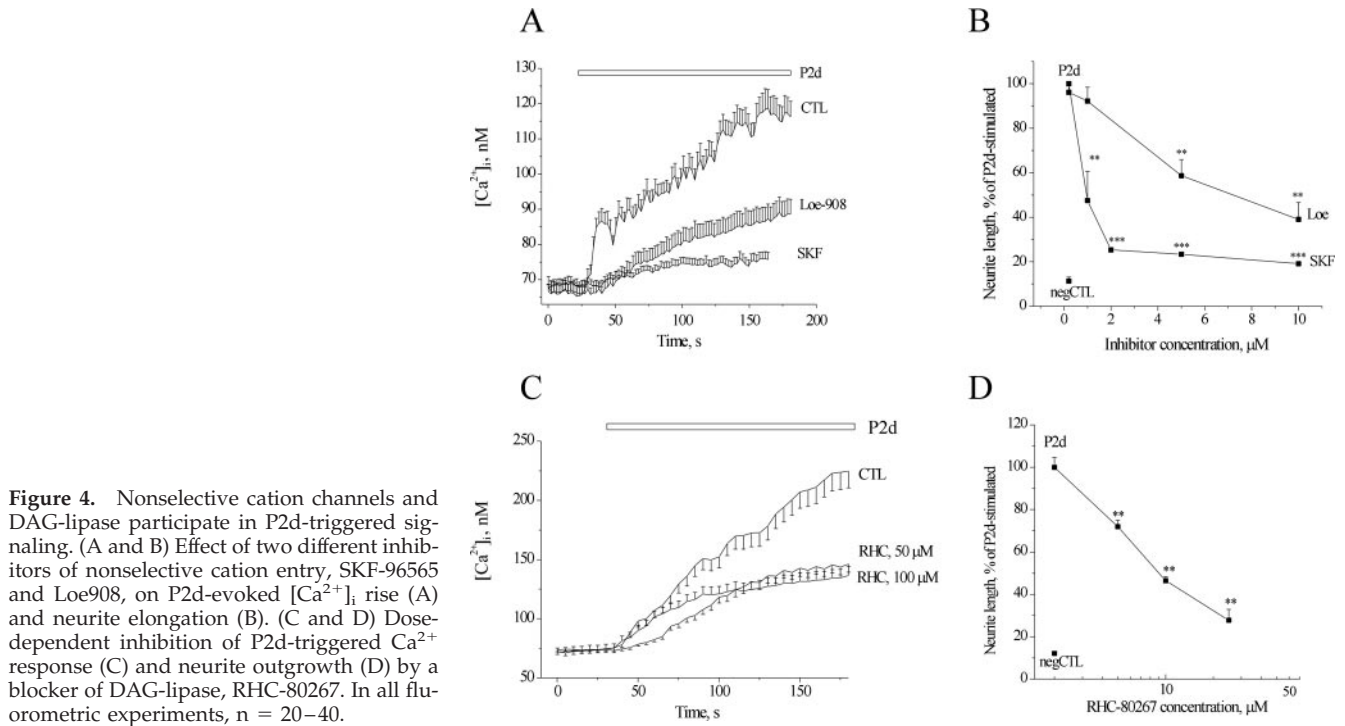 A
130
120
110
100
90
80
70
60
[Ca2+]i, nM
P2d
CTL
Loe-908
SKF
0
50
100
150
200
Time, s
B
100
80
60
40
20
0
Neurite length, % of P2d-stimulated
P2d
**
**
**
***
***
***
Loe
SKF
negCTL
0
2
4
6
8
10
Inhibitor concentration, μM
C
250
200
150
100
50
[Ca2+]i, nM
P2d
CTL
RHC, 50 μM
RHC, 100 μM
0
50
100
150
Time, s
D
120
100
80
60
40
20
0
Neurite length, % of P2d-stimulated
P2d
**
**
**
negCTL
10
50
RHC-80267 concentration, μM
Figure 4. Nonselective cation channels and
DAG-lipase participate in P2d-triggered sig-
naling. (A and B) Effect of two different inhib-
itors of nonselective cation entry, SKF-96565
and Loe908, on P2d-evoked [Ca2+]i rise (A)
and neurite elongation (B). (C and D) Dose-
dependent inhibition of P2d-triggered Ca2+
response (C) and neurite outgrowth (D) by a
blocker of DAG-lipase, RHC-80267. In all flu-
orometric experiments, n = 20–40.